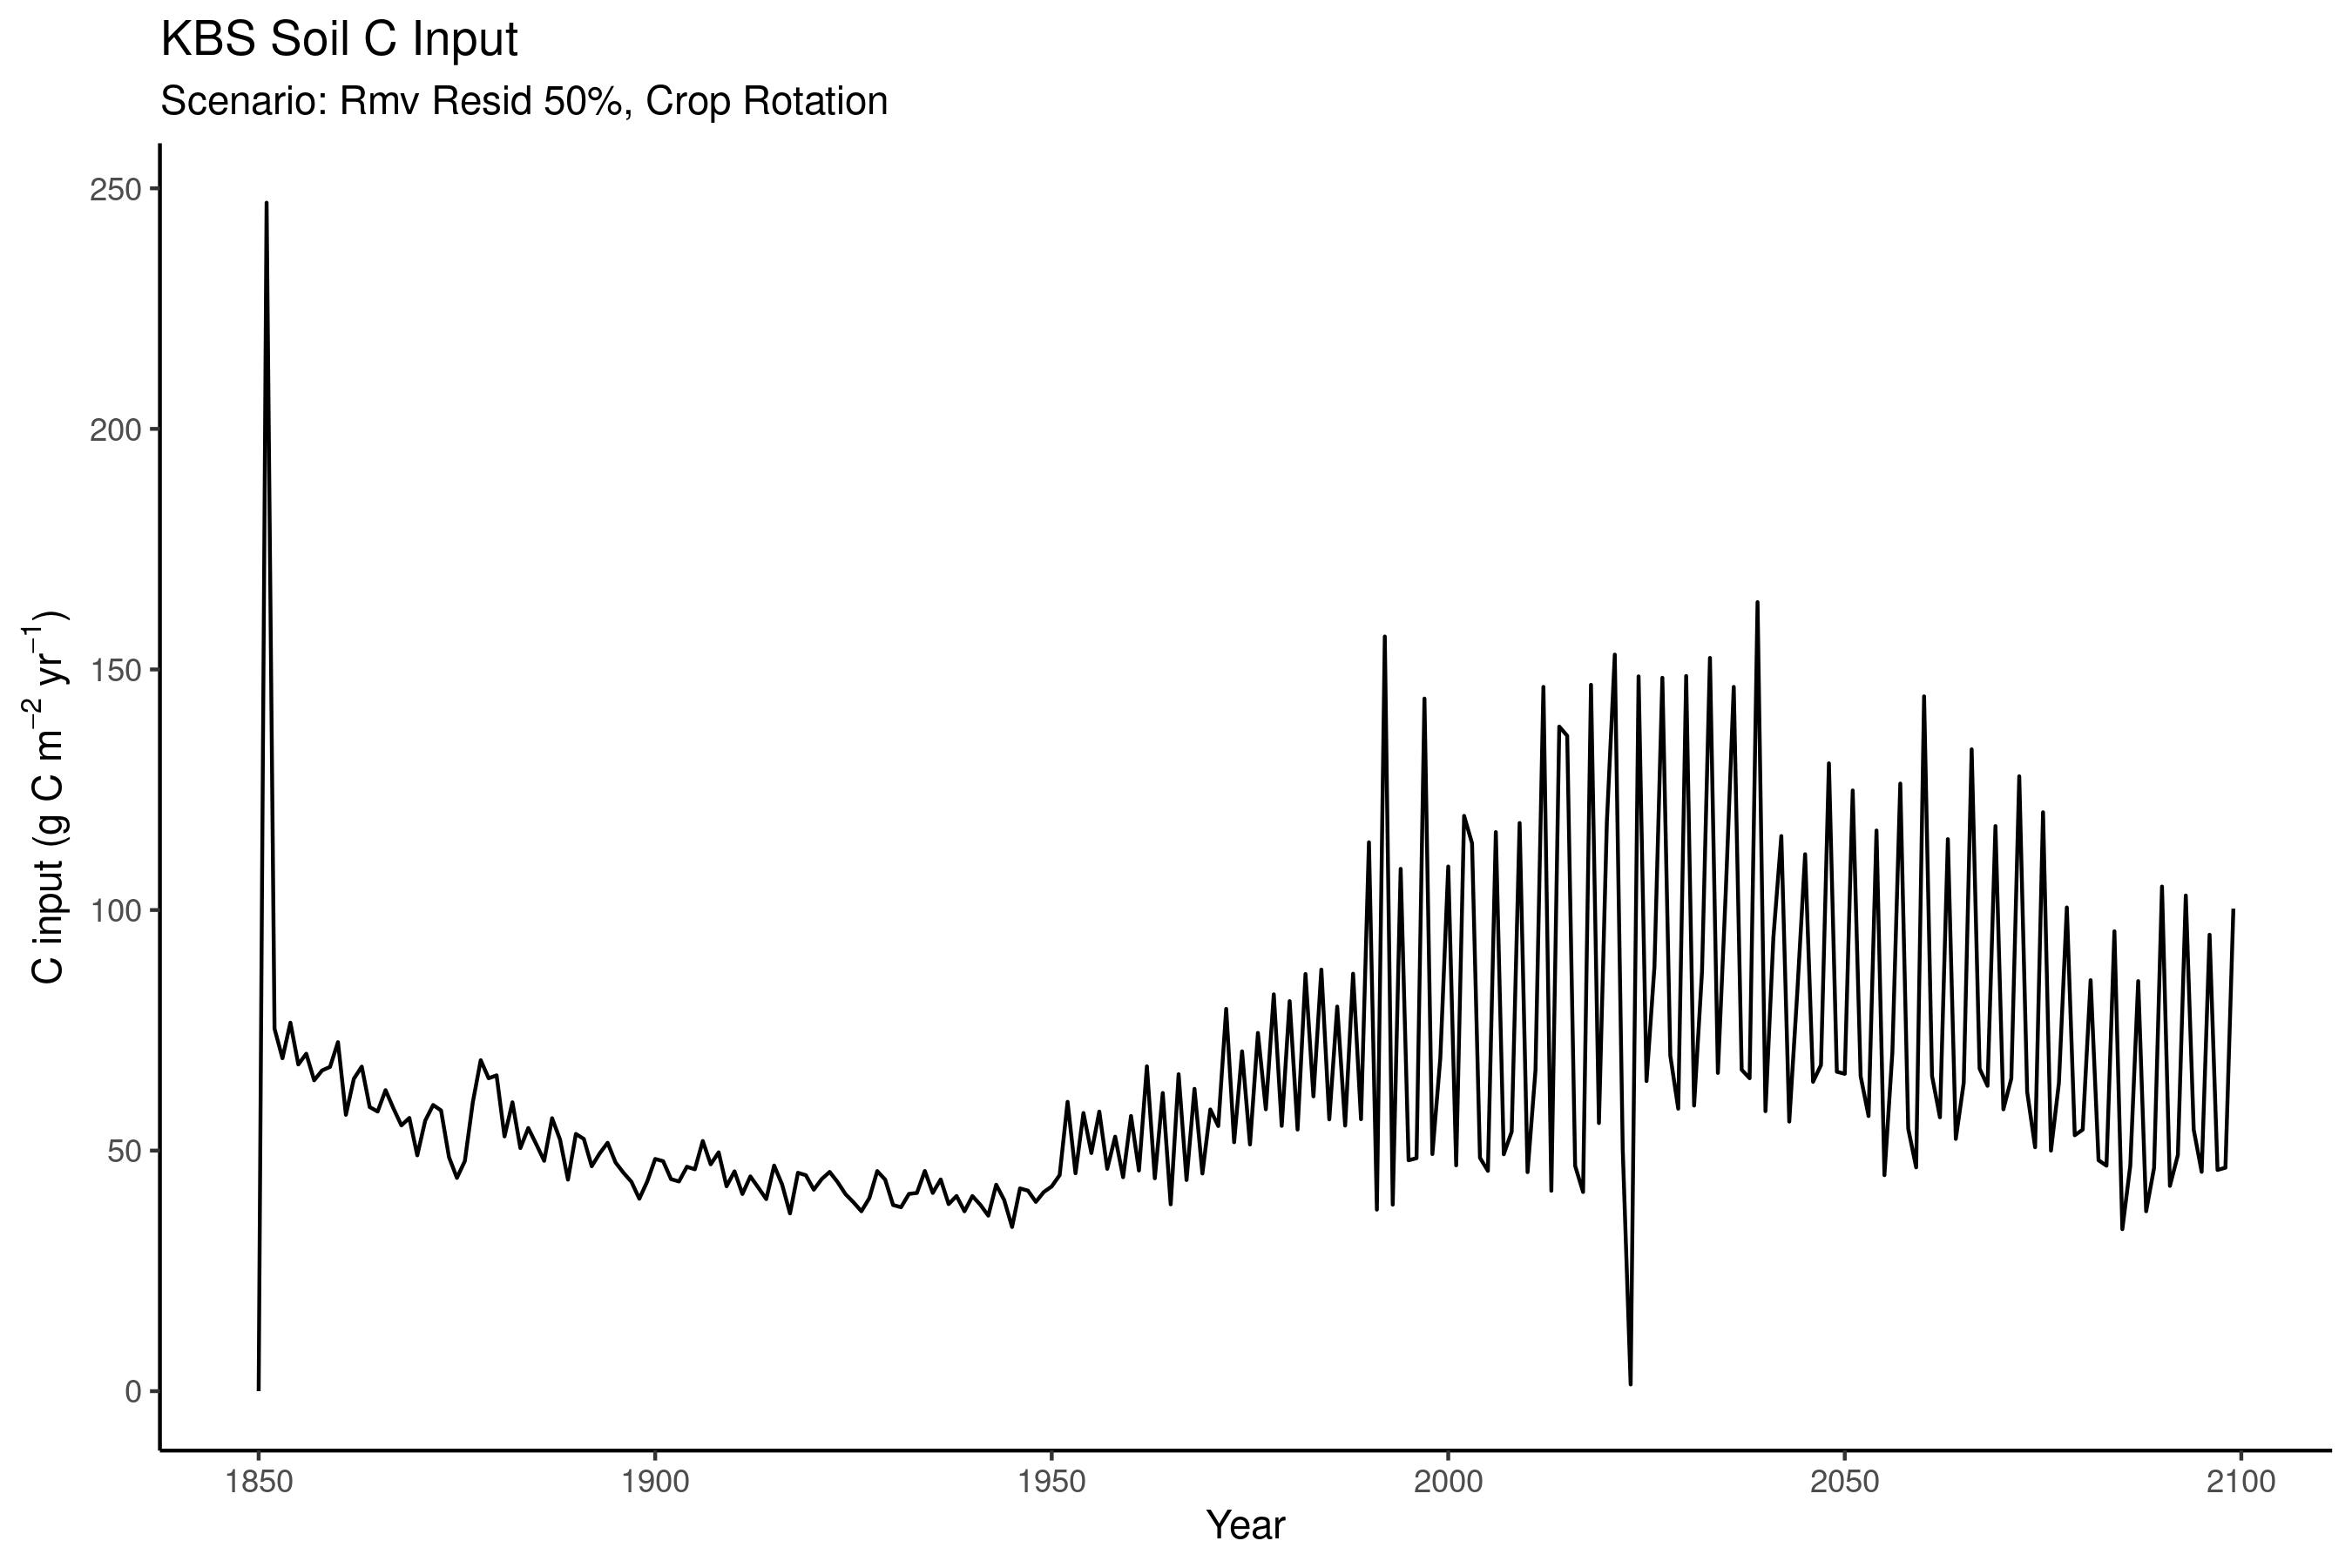 KBS Soil C Input
Scenario: Rmv Resid 50%, Crop Rotation
C input (g C m⁻² yr⁻¹)
250
200
150
100
50
0
1850 1900 1950 2000 2050 2100
Year